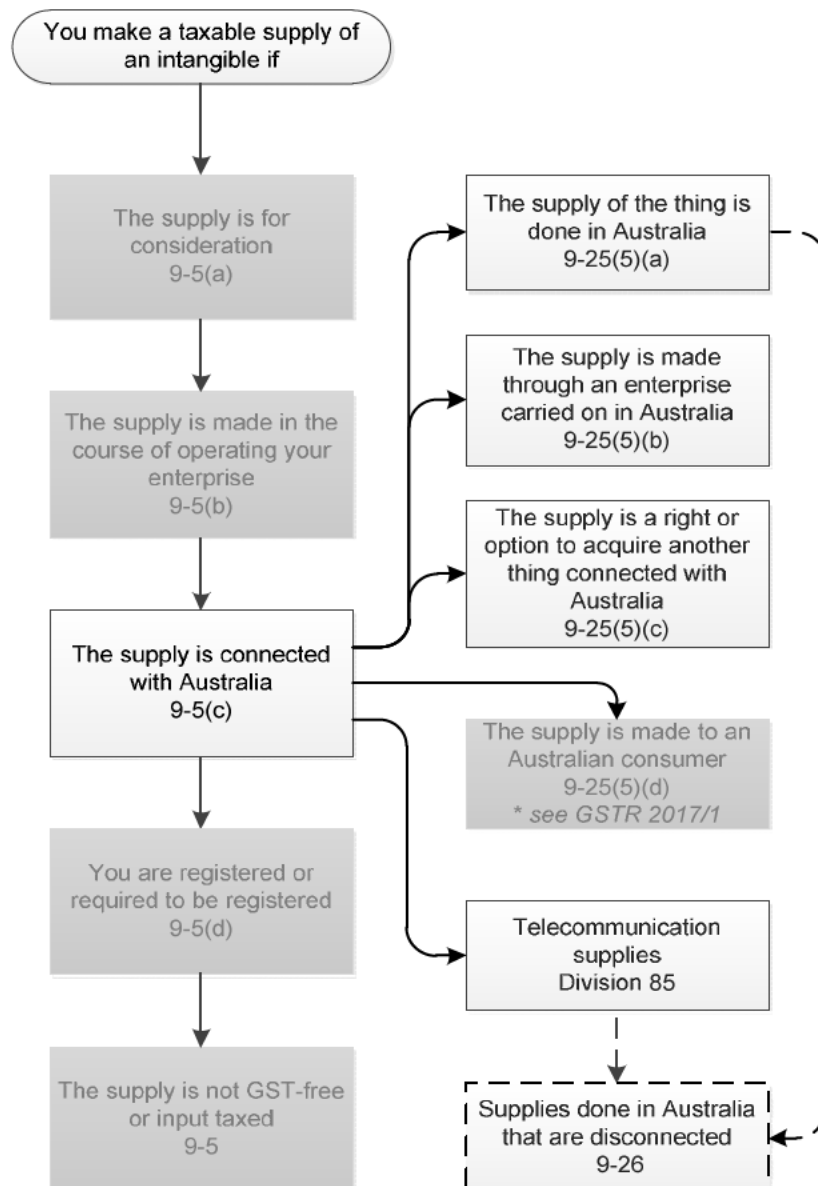 You make a taxable supply of
an intangible if
The supply is for
consideration
9-5(a)
The supply is made in the
course of operating your
enterprise
9-5(b)
The supply is connected
with Australia
9-5(c)
You are registered or
required to be registered
9-5(d)
The supply is not GST-free
or input taxed
9-5
The supply of the thing is
done in Australia
9-25(5)(a)
The supply is made
through an enterprise
carried on in Australia
9-25(5)(b)
The supply is a right or
option to acquire another
thing connected with
Australia
9-25(5)(c)
The supply is made to an
Australian consumer
9-25(5)(d)
* see GSTR 2017/1
Telecommunication
supplies
Division 85
Supplies done in Australia
that are disconnected
9-26